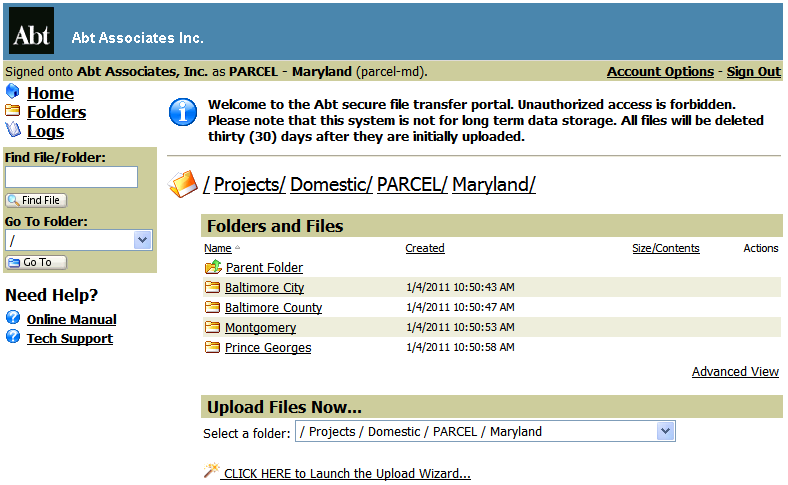 Abt
Abt Associates Inc.
Signed onto Abt Associates, Inc. as PARCEL - Maryland (parcel-md).
Account Options - Sign Out
Home
Folders
Logs
Find File/Folder:
Find File
Go To Folder:
/
Go To
Need Help?
Online Manual
Tech Support
Welcome to the Abt secure file transfer portal. Unauthorized access is forbidden.
Please note that this system is not for long term data storage. All files will be deleted
thirty (30) days after they are initially uploaded.
/ Projects/ Domestic/ PARCEL/ Maryland/
Folders and Files
Name Created Size/Contents Actions
Parent Folder
Baltimore City 1/4/2011 10:50:43 AM
Baltimore County 1/4/2011 10:50:47 AM
Montgomery 1/4/2011 10:50:53 AM
Prince Georges 1/4/2011 10:50:58 AM
Advanced View
Upload Files Now...
Select a folder: / Projects / Domestic / PARCEL / Maryland
CLICK HERE to Launch the Upload Wizard...